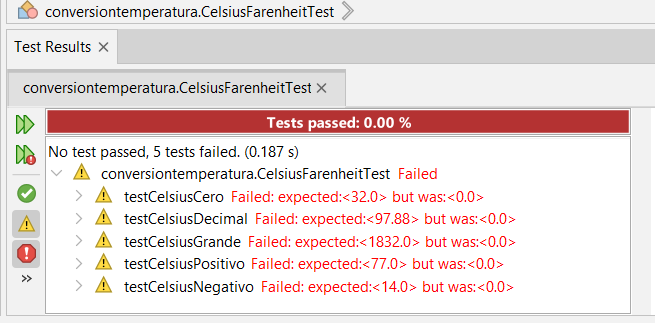 conversiontemperatura.CelsiusFarenheitTest
Test Results
conversiontemperatura.CelsiusFarenheitTest
Tests passed: 0.00 %
No test passed, 5 tests failed. (0.187 s)
conversiontemperatura.CelsiusFarenheitTest Failed
testCelsiusCero Failed: expected:<32.0> but was:<0.0>
testCelsiusDecimal Failed: expected:<97.88> but was:<0.0>
testCelsiusGrande Failed: expected:<1832.0> but was:<0.0>
testCelsiusPositivo Failed: expected:<77.0> but was:<0.0>
testCelsiusNegativo Failed: expected:<14.0> but was:<0.0>